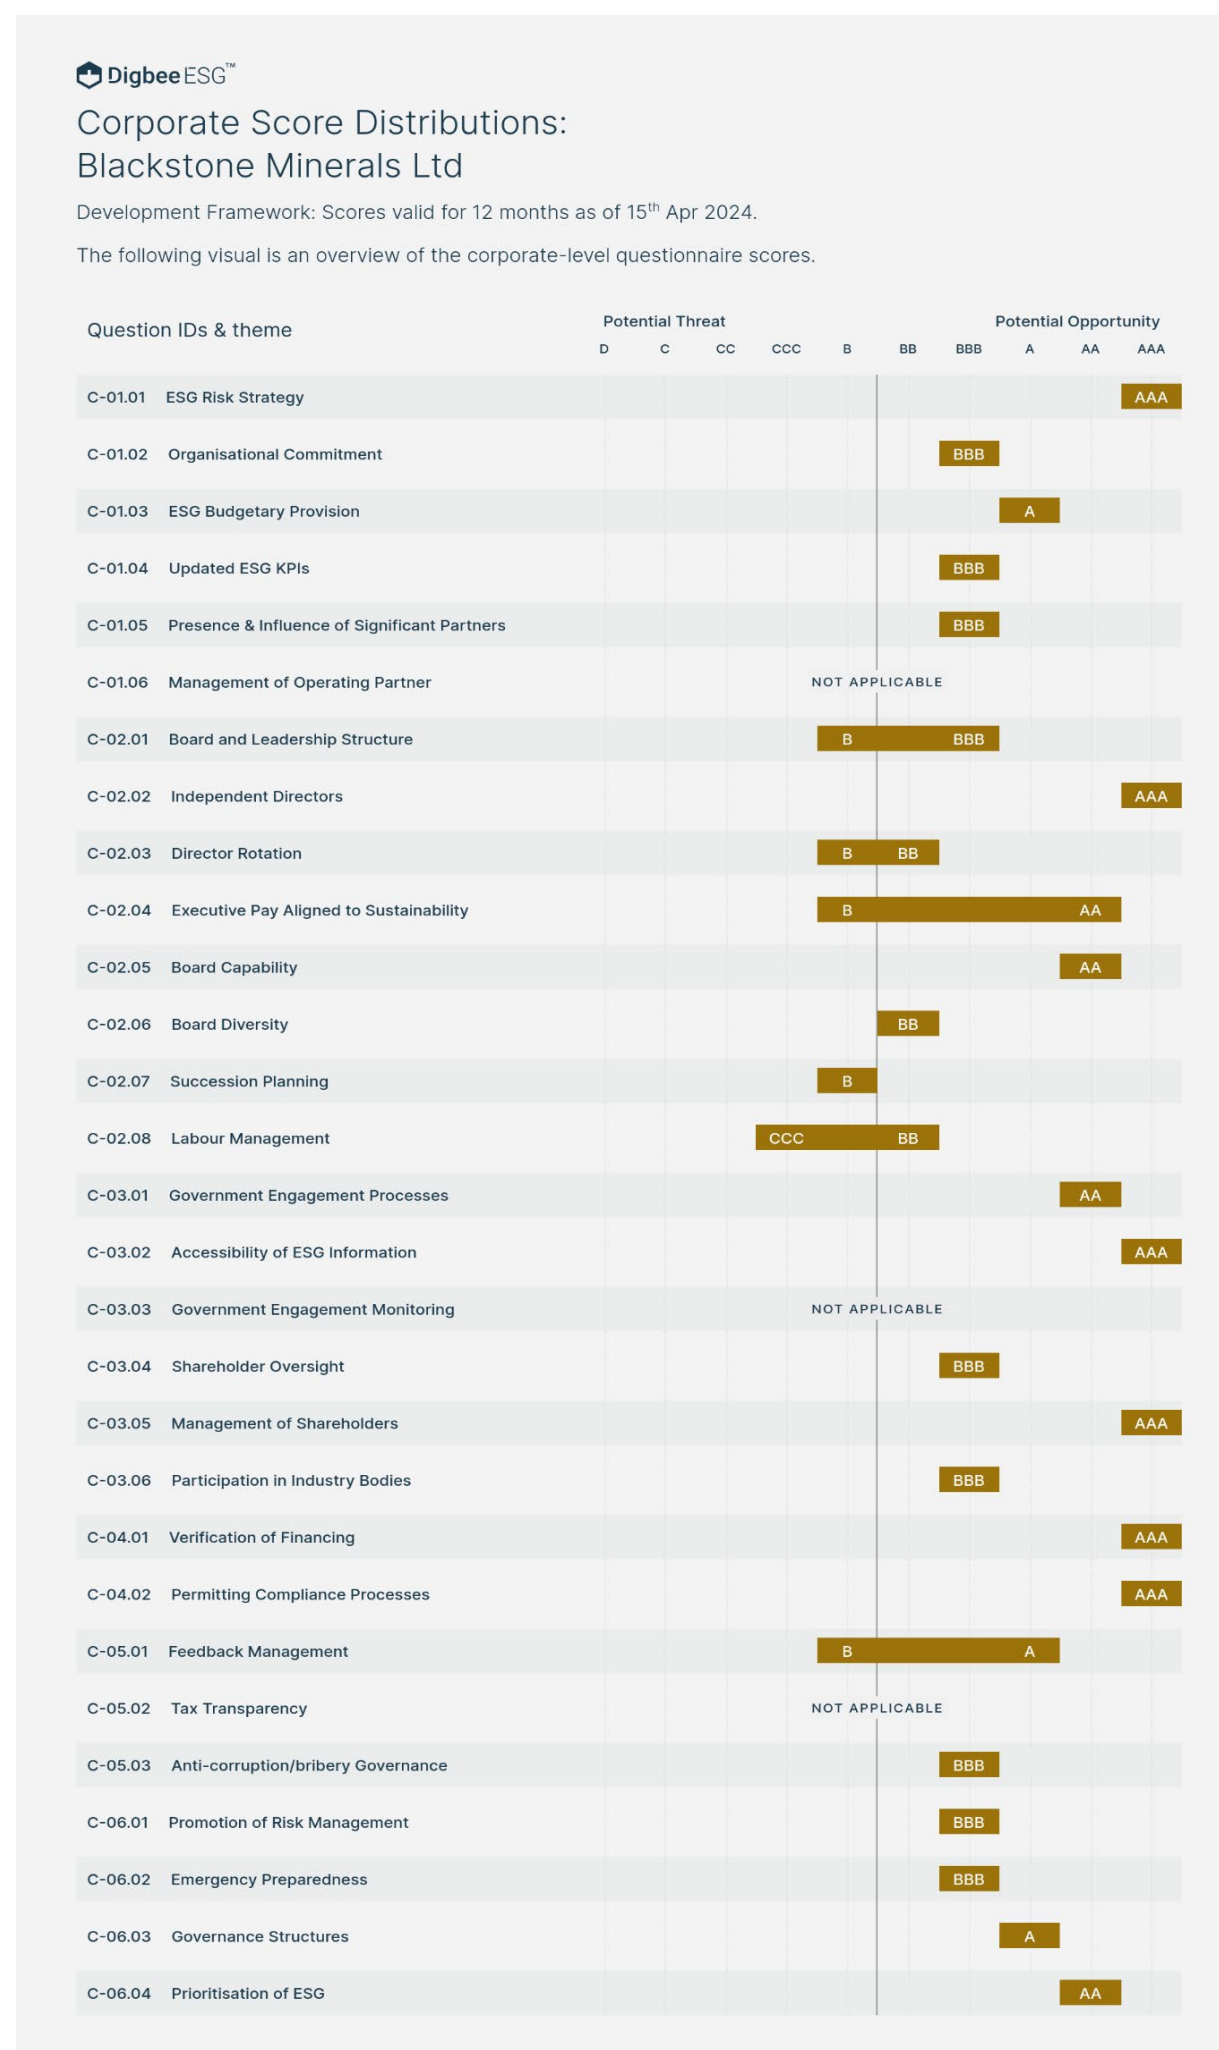 Digbee ESG™
Corporate Score Distributions:
Blackstone Minerals Ltd
Development Framework: Scores valid for 12 months as of 15th Apr 2024.
The following visual is an overview of the corporate-level questionnaire scores.
Question IDs & theme
Potential Threat Potential Opportunity
D C CC CCC B BB BBB A AA AAA
C-01.01 ESG Risk Strategy AAA
C-01.02 Organisational Commitment BBB
C-01.03 ESG Budgetary Provision A
C-01.04 Updated ESG KPIs BBB
C-01.05 Presence & Influence of Significant Partners BBB
C-01.06 Management of Operating Partner NOT APPLICABLE
C-02.01 Board and Leadership Structure B BBB
C-02.02 Independent Directors AAA
C-02.03 Director Rotation B BB
C-02.04 Executive Pay Aligned to Sustainability B AA
C-02.05 Board Capability AA
C-02.06 Board Diversity BB
C-02.07 Succession Planning B
C-02.08 Labour Management CCC BB
C-03.01 Government Engagement Processes AA
C-03.02 Accessibility of ESG Information AAA
C-03.03 Government Engagement Monitoring NOT APPLICABLE
C-03.04 Shareholder Oversight BBB
C-03.05 Management of Shareholders AAA
C-03.06 Participation in Industry Bodies BBB
C-04.01 Verification of Financing AAA
C-04.02 Permitting Compliance Processes AAA
C-05.01 Feedback Management B A
C-05.02 Tax Transparency NOT APPLICABLE
C-05.03 Anti-corruption/bribery Governance BBB
C-06.01 Promotion of Risk Management BBB
C-06.02 Emergency Preparedness BBB
C-06.03 Governance Structures A
C-06.04 Prioritisation of ESG AA